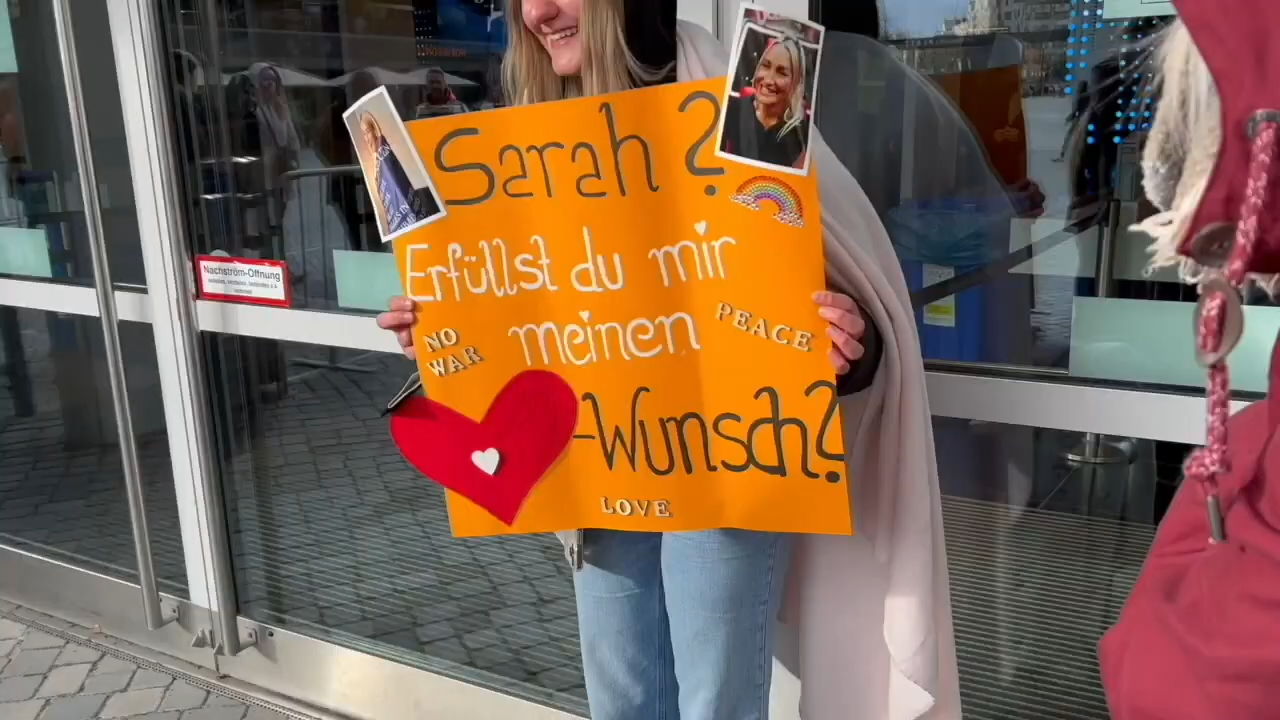 Sarah?
Erfüllst du mir
meinen
-Wunsch?
NO
WAR
PEACE
LOVE
Nachström-Öffnung